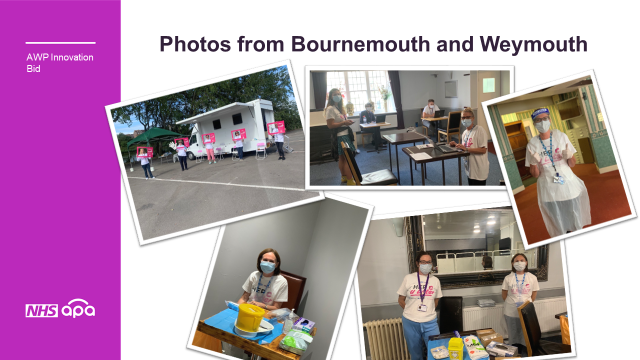 AWP Innovation
Bid
Photos from Bournemouth and Weymouth
NHS
apa